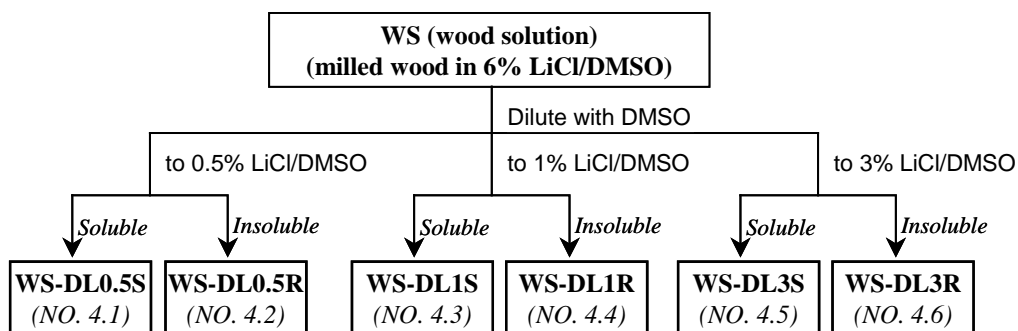 WS (wood solution)
(milled wood in 6% LiCl/DMSO)
Dilute with DMSO
to 0.5% LiCl/DMSO
to 1% LiCl/DMSO
to 3% LiCl/DMSO
Soluble
Insoluble
Soluble
Insoluble
Soluble
Insoluble
WS-DL0.5S
(NO. 4.1)
WS-DL0.5R
(NO. 4.2)
WS-DL1S
(NO. 4.3)
WS-DL1R
(NO. 4.4)
WS-DL3S
(NO. 4.5)
WS-DL3R
(NO. 4.6)